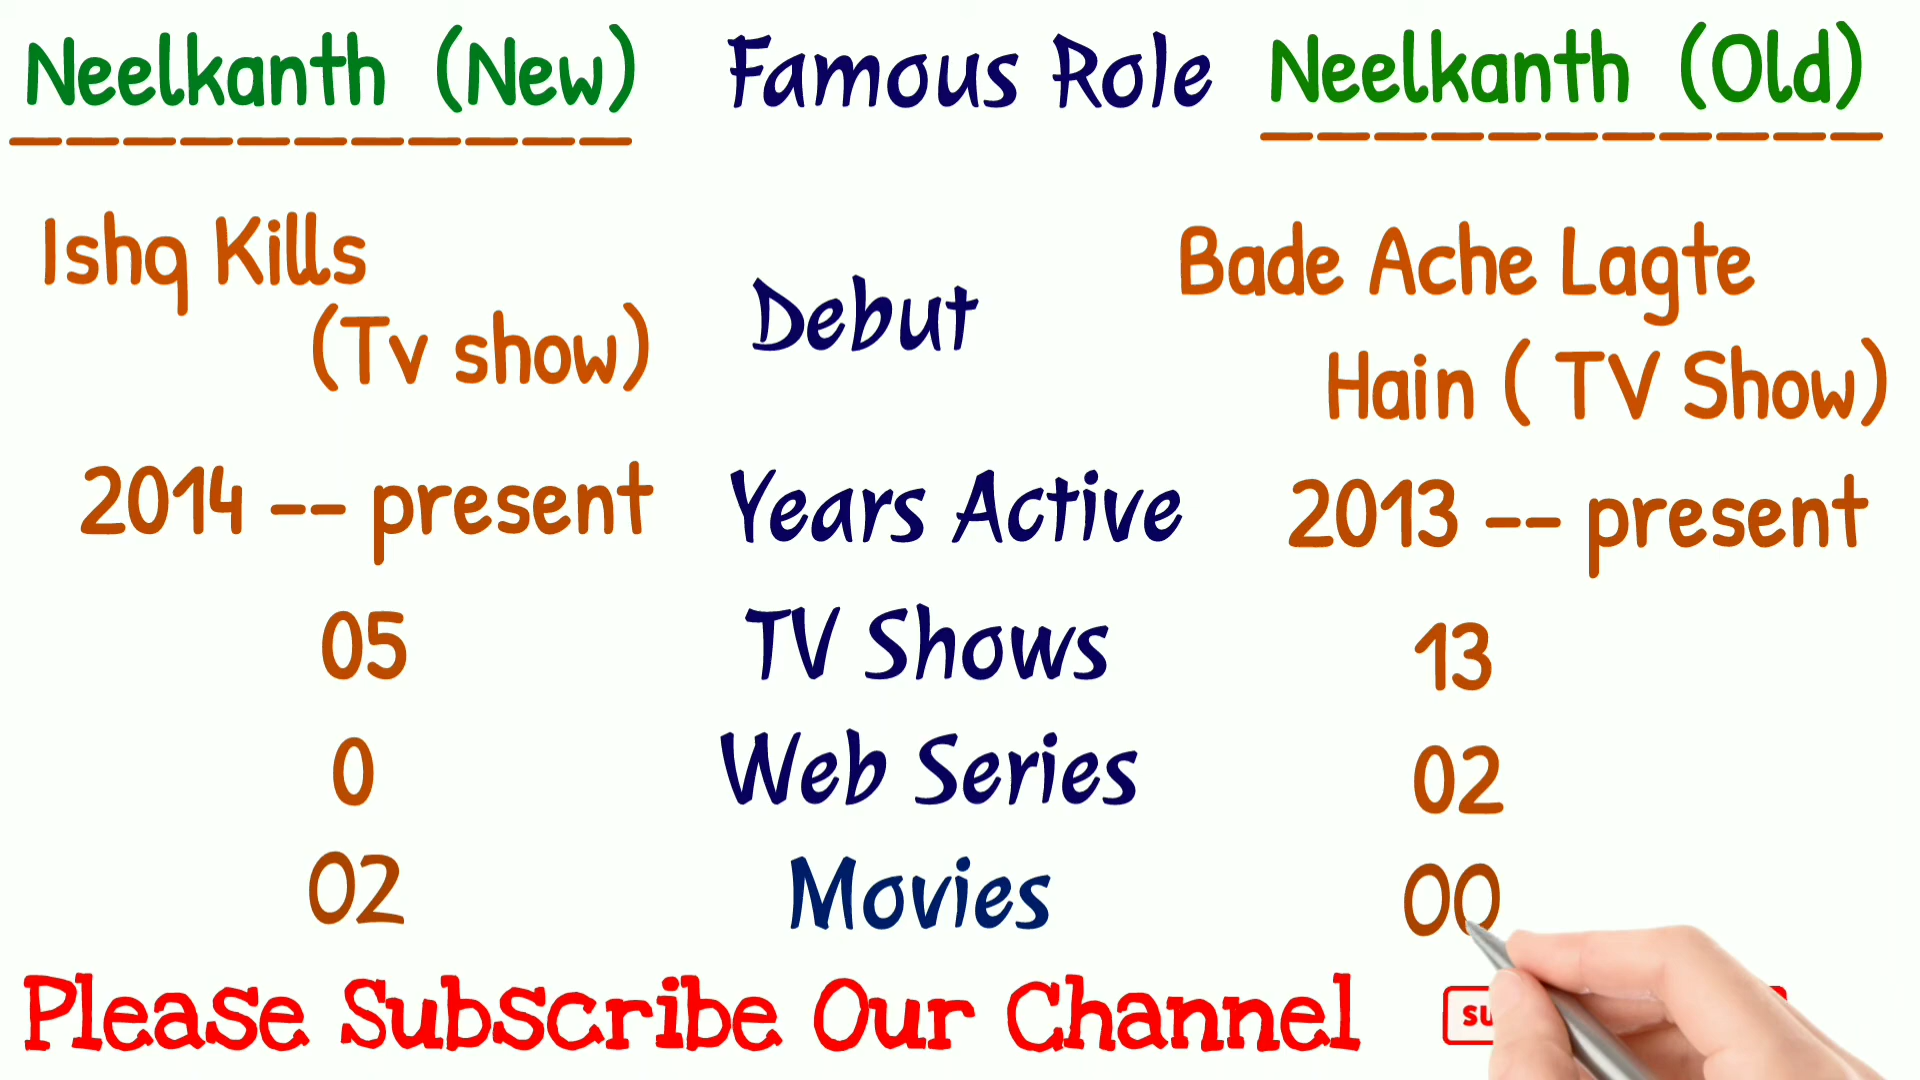 Neelkanth (New) Famous Role Neelkanth (Old)
Ishq Kills
(Tv show)
Debut
Bade Ache Lagte
Hain ( TV Show)
2014 -- present Years Active 2013 -- present
05 TV Shows 13
0 Web Series 02
02 Movies 00
Please Subscribe Our Channel